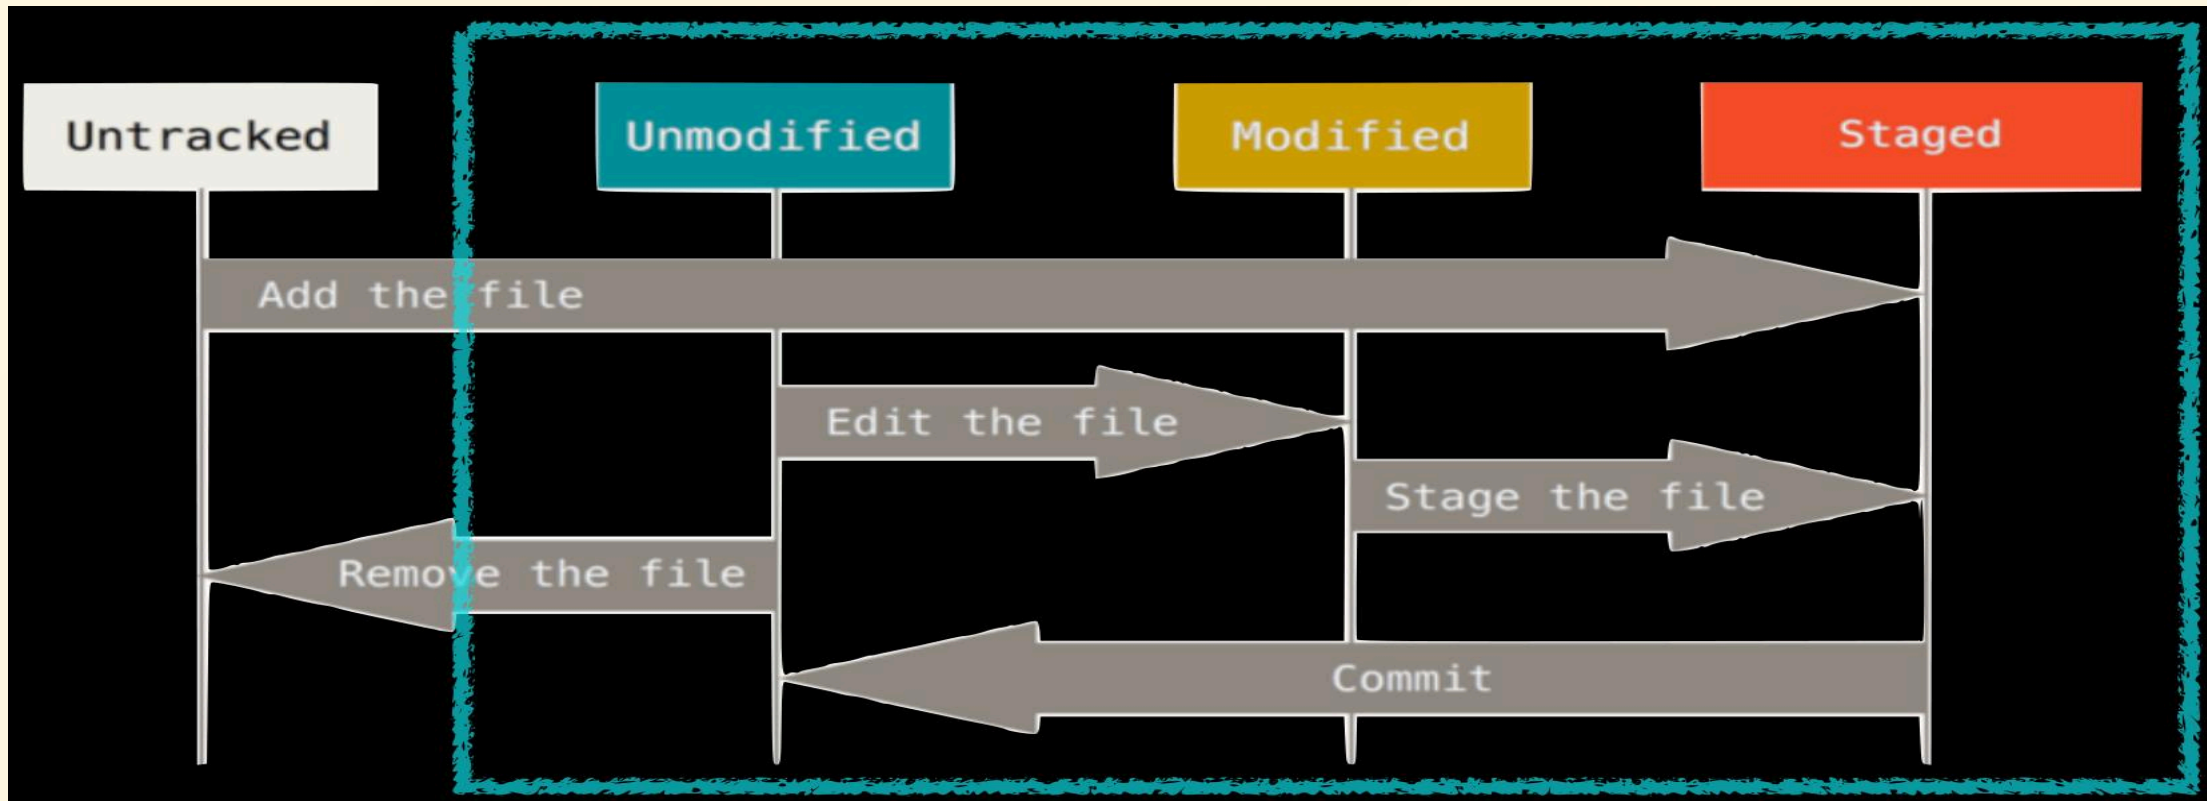 Untracked
Unmodified
Modified
Staged
Add the file
Edit the file
Stage the file
Remove the file
Commit